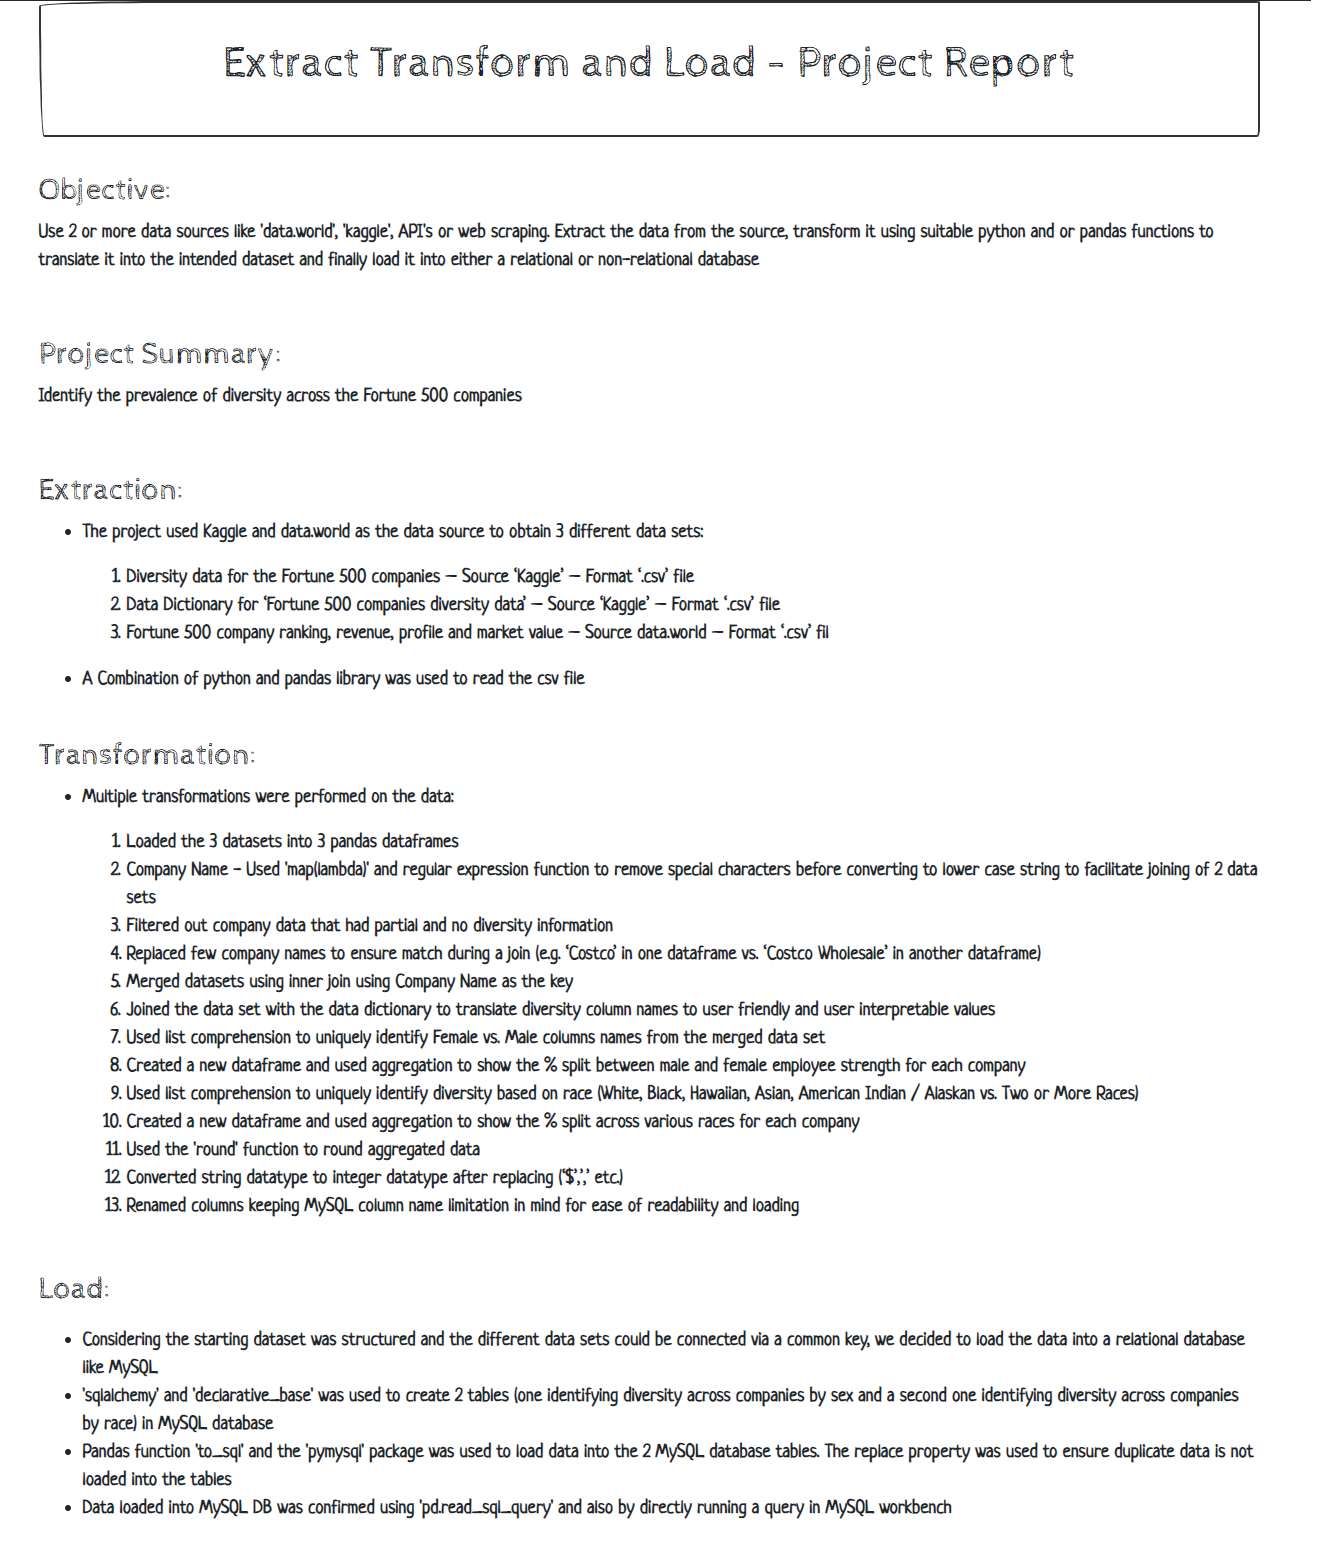 Extract Transform and Load - Project Report
Objective:
Use 2 or more data sources like 'data.world', 'kaggle', API's or web scraping. Extract the data from the source, transform it using suitable python and or pandas functions to
translate it into the intended dataset and finally load it into either a relational or non-relational database
Project Summary:
Identify the prevalence of diversity across the Fortune 500 companies
Extraction:
• The project used Kaggle and data.world as the data source to obtain 3 different data sets:
1. Diversity data for the Fortune 500 companies – Source ‘Kaggle’ – Format ‘.csv’ file
2. Data Dictionary for ‘Fortune 500 companies diversity data’ – Source ‘Kaggle’ – Format ‘.csv’ file
3. Fortune 500 company ranking, revenue, profile and market value – Source data.world – Format ‘.csv’ fil
• A Combination of python and pandas library was used to read the csv file
Transformation:
• Multiple transformations were performed on the data:
1. Loaded the 3 datasets into 3 pandas dataframes
2. Company Name - Used 'map(lambda)' and regular expression function to remove special characters before converting to lower case string to facilitate joining of 2 data
sets
3. Filtered out company data that had partial and no diversity information
4. Replaced few company names to ensure match during a join (e.g. ‘Costco’ in one dataframe vs. ‘Costco Wholesale’ in another dataframe)
5. Merged datasets using inner join using Company Name as the key
6. Joined the data set with the data dictionary to translate diversity column names to user friendly and user interpretable values
7. Used list comprehension to uniquely identify Female vs. Male columns names from the merged data set
8. Created a new dataframe and used aggregation to show the % split between male and female employee strength for each company
9. Used list comprehension to uniquely identify diversity based on race (White, Black, Hawaiian, Asian, American Indian / Alaskan vs. Two or More Races)
10. Created a new dataframe and used aggregation to show the % split across various races for each company
11. Used the 'round' function to round aggregated data
12. Converted string datatype to integer datatype after replacing (‘$’,’,’ etc.)
13. Renamed columns keeping MySQL column name limitation in mind for ease of readability and loading
Load:
• Considering the starting dataset was structured and the different data sets could be connected via a common key, we decided to load the data into a relational database
like MySQL
• 'sqlalchemy' and 'declarative_base' was used to create 2 tables (one identifying diversity across companies by sex and a second one identifying diversity across companies
by race) in MySQL database
• Pandas function 'to_sql' and the 'pymysql' package was used to load data into the 2 MySQL database tables. The replace property was used to ensure duplicate data is not
loaded into the tables
• Data loaded into MySQL DB was confirmed using 'pd.read_sql_query' and also by directly running a query in MySQL workbench